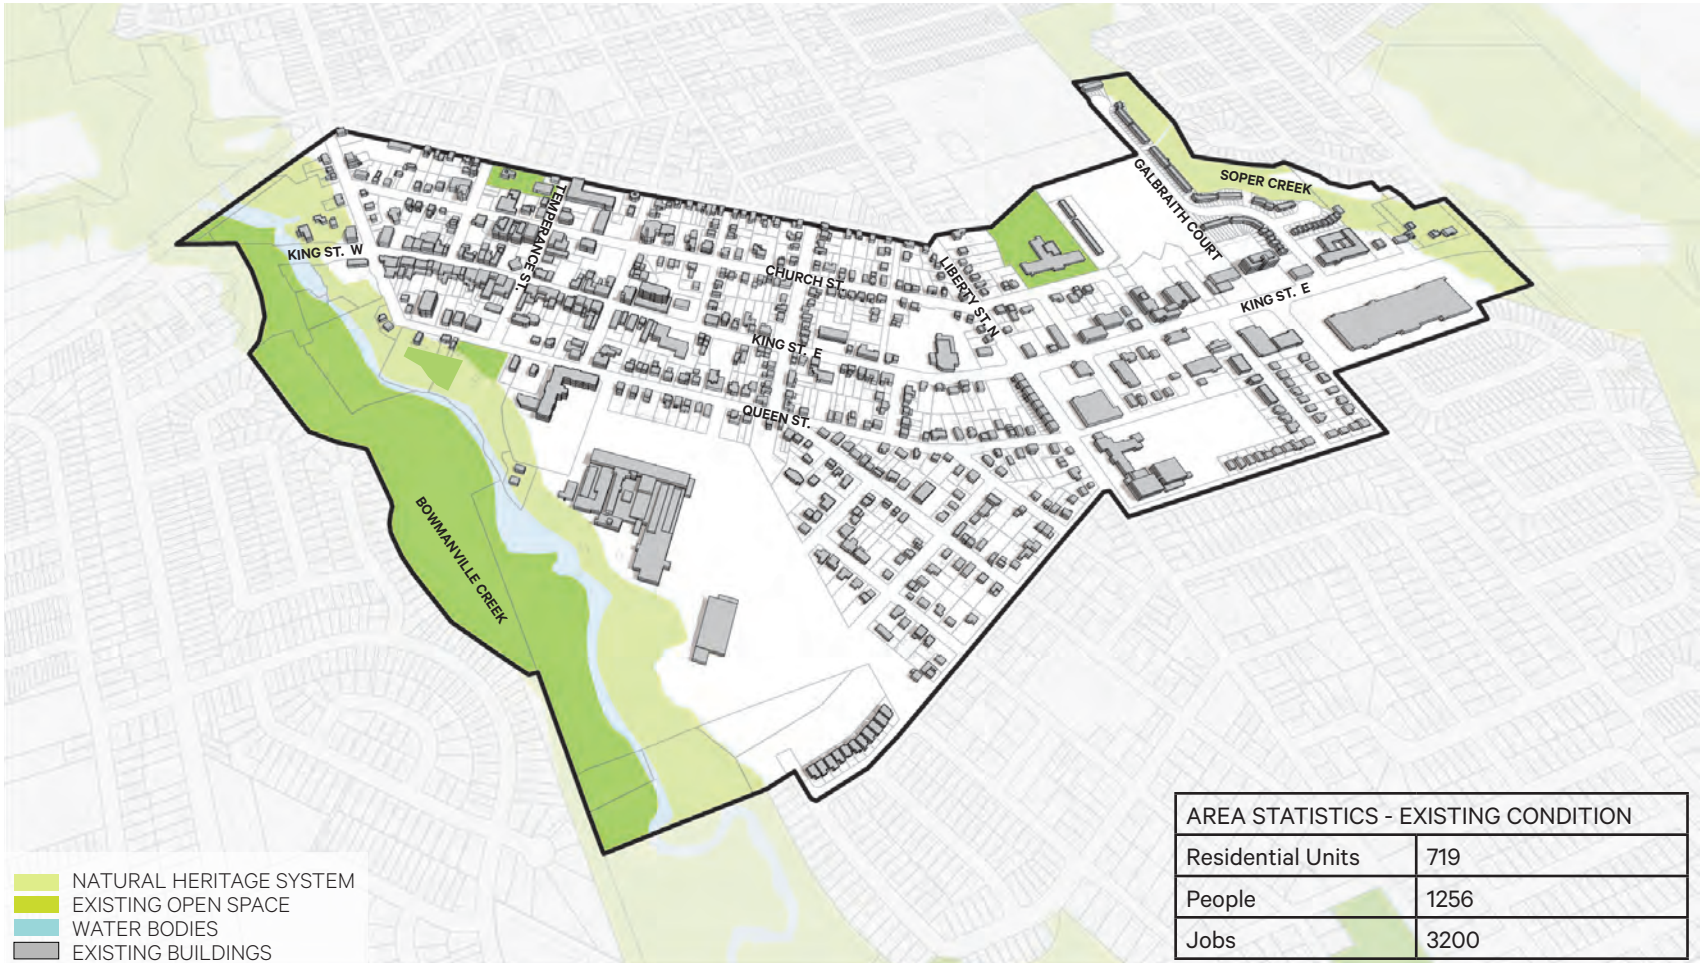 GALBRAITH COURT
SOPER CREEK
TEMPERANCE ST.
KING ST. W
CHURCH ST.
LIBERTY ST. N
KING ST. E
KING ST. E
QUEEN ST.
BOWMANVILLE CREEK
NATURAL HERITAGE SYSTEM
EXISTING OPEN SPACE
WATER BODIES
EXISTING BUILDINGS
AREA STATISTICS - EXISTING CONDITION
Residential Units 719
People 1256
Jobs 3200